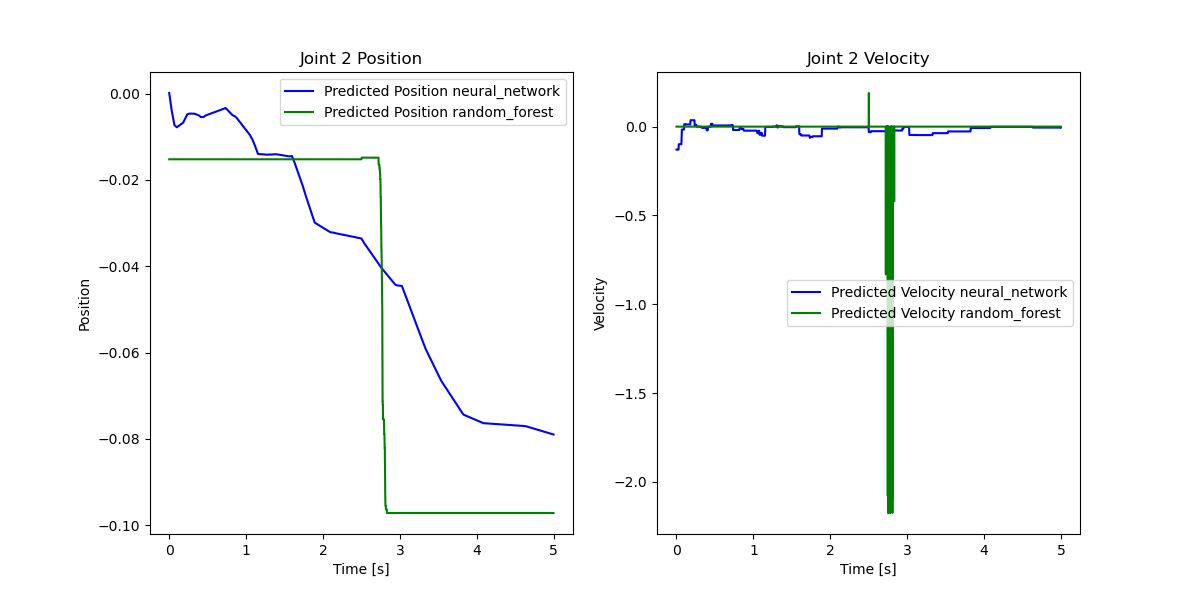 Joint 2 Position
Predicted Position neural_network
Predicted Position random_forest
0.00
−0.02
−0.04
−0.06
−0.08
−0.10
Position
0 1 2 3 4 5
Time [s]
Joint 2 Velocity
0.0
−0.5
−1.0
−1.5
−2.0
Velocity
Predicted Velocity neural_network
Predicted Velocity random_forest
0 1 2 3 4 5
Time [s]